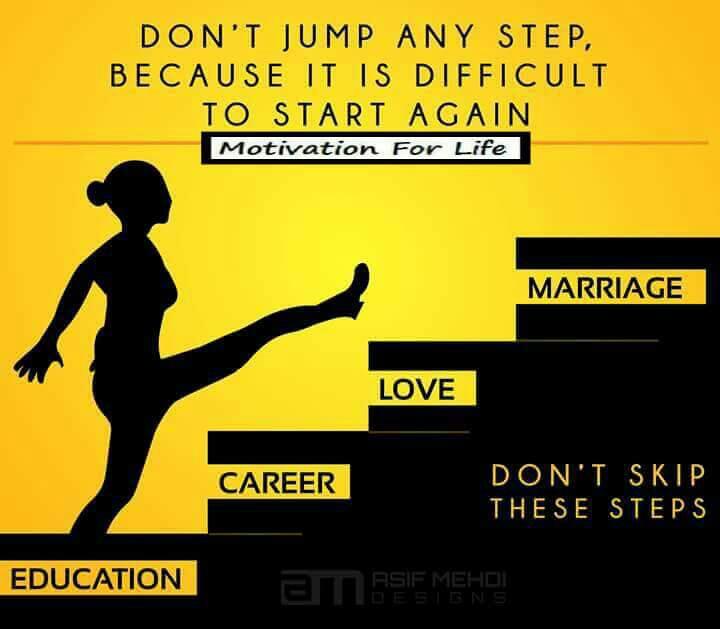 DON'T JUMP ANY STEP,
BECAUSE IT IS DIFFICULT
TO START AGAIN
Motivation For Life
MARRIAGE
LOVE
CAREER
DON'T SKIP
THESE STEPS
EDUCATION
am ASIF MEHDI
DESIGNS